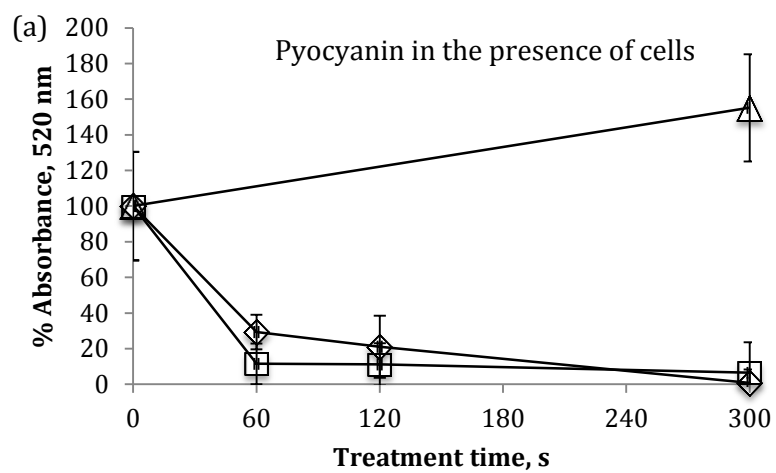 (a)
Pyocyanin in the presence of cells
% Absorbance, 520 nm
200
180
160
140
120
100
80
60
40
20
0
0 60 120 180 240 300
Treatment time, s